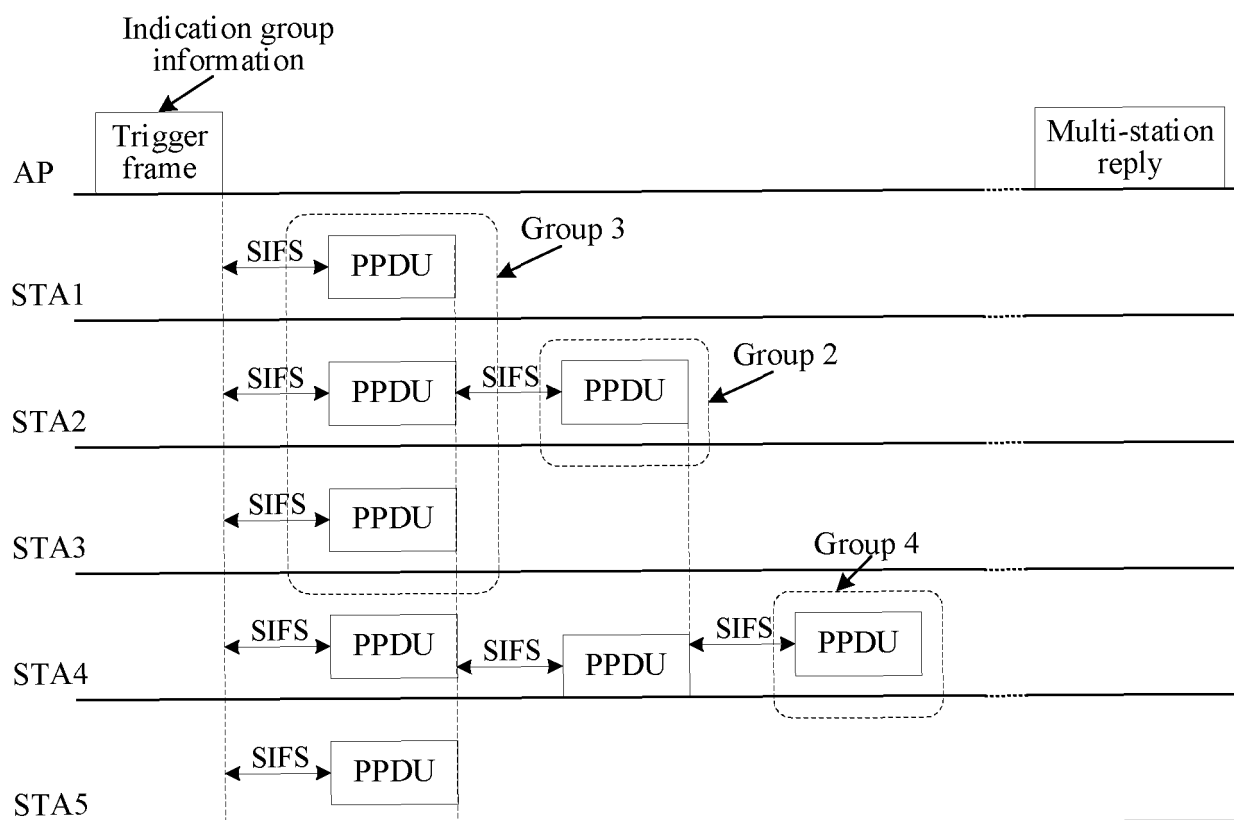 Indication group
information
Trigger
frame
Multi-station
reply
AP
Group 3
SIFS
PPDU
STA1
Group 2
SIFS
PPDU
SIFS
PPDU
STA2
SIFS
PPDU
STA3
Group 4
SIFS
PPDU
SIFS
PPDU
SIFS
PPDU
STA4
SIFS
PPDU
STA5